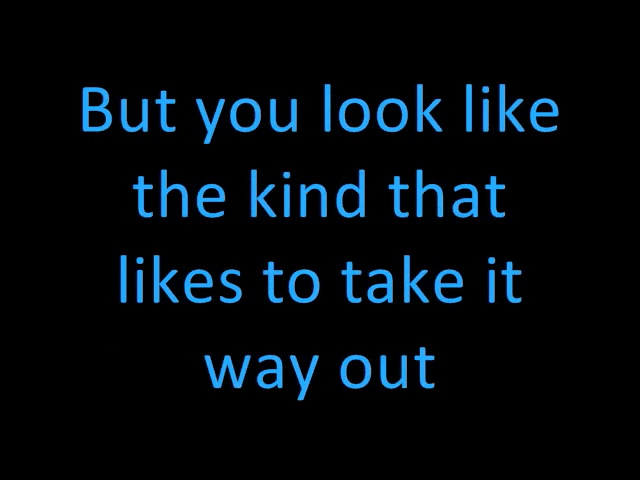 But you look like
the kind that
likes to take it
way out